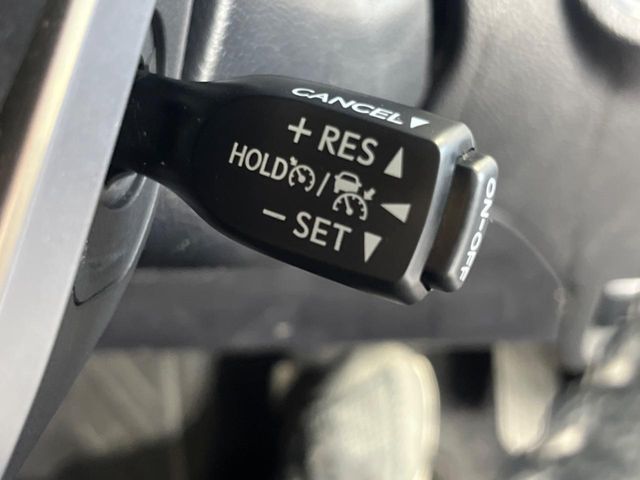 CANCEL▼
+ RES ▲
HOLD / ◀
− SET ▼
ON-OFF